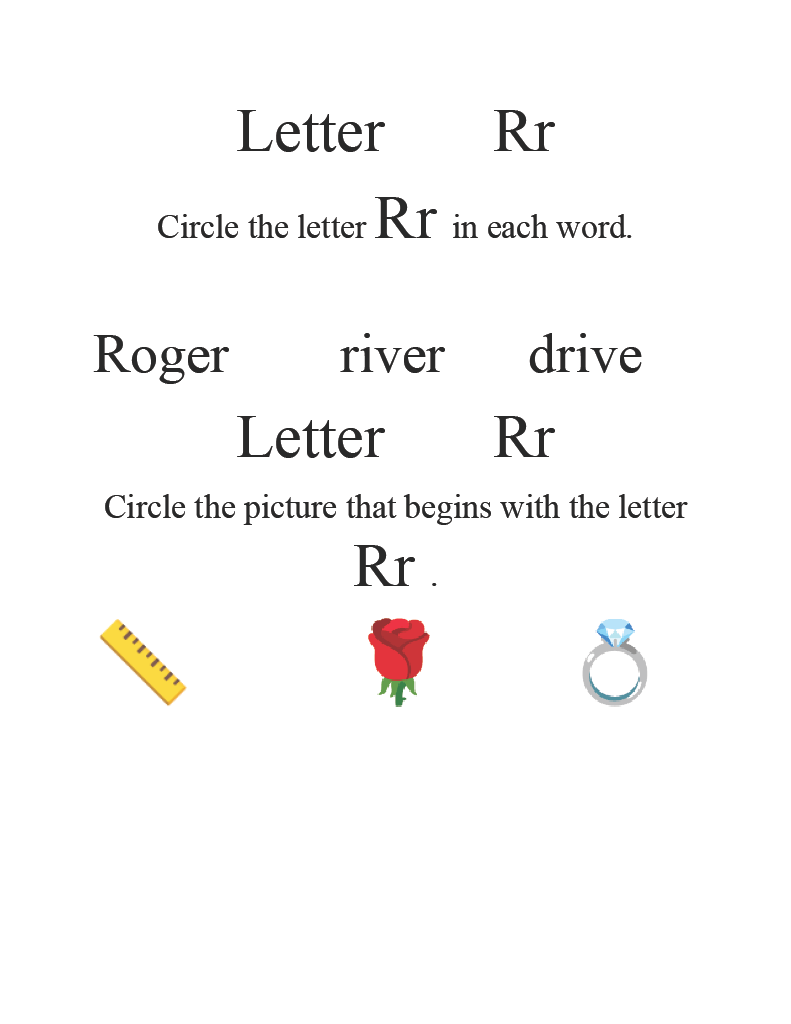 Letter Rr
Circle the letter Rr in each word.
Roger river drive
Letter Rr
Circle the picture that begins with the letter
Rr .